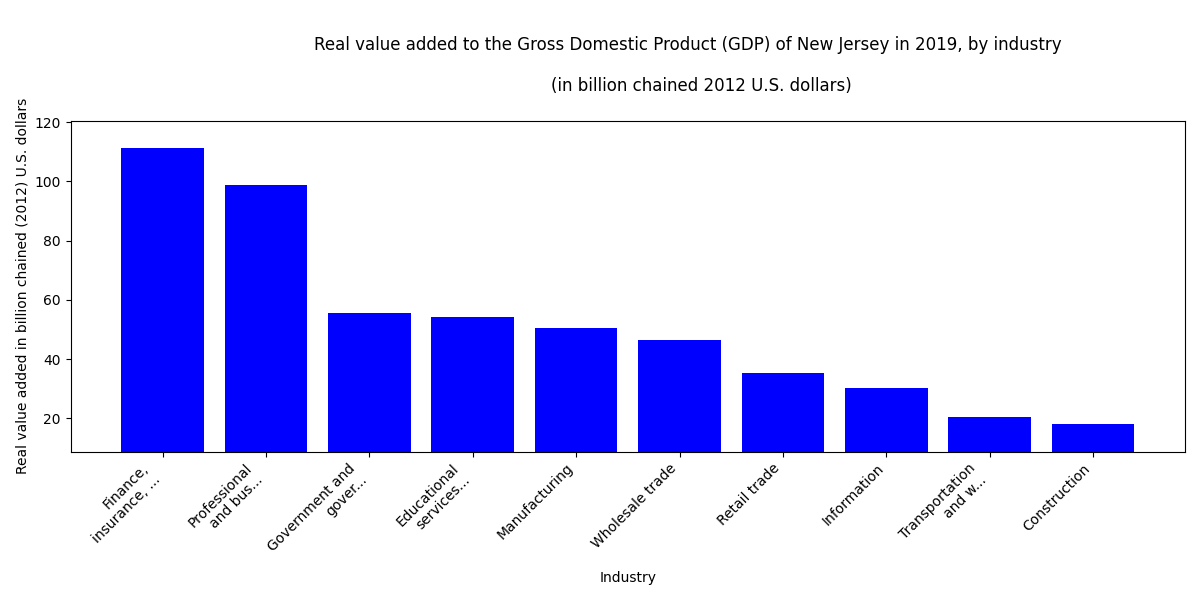 Real value added to the Gross Domestic Product (GDP) of New Jersey in 2019, by industry
(in billion chained 2012 U.S. dollars)
Real value added in billion chained (2012) U.S. dollars
120
100
80
60
40
20
Finance,
insurance, ...
Professional
and bus...
Government and
gover...
Educational
services...
Manufacturing
Wholesale trade
Retail trade
Information
Transportation
and w...
Construction
Industry